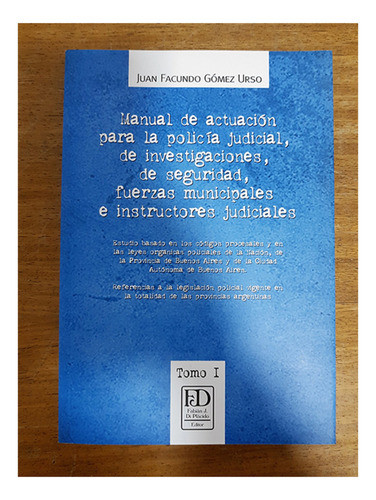 JUAN FACUNDO GÓMEZ URSO
Manual de actuación
para la policía judicial,
de investigaciones,
de seguridad,
fuerzas municipales
e instructores judiciales
Estudio basado en los códigos procesales y en
las leyes orgánicas policiales de la Nación, de
la Provincia de Buenos Aires y de la Ciudad
Autónoma de Buenos Aires.
Referencias a la legislación policial vigente en
la totalidad de las provincias argentinas
Tomo I
FD
Fabián J.
Di Plácido
Editor